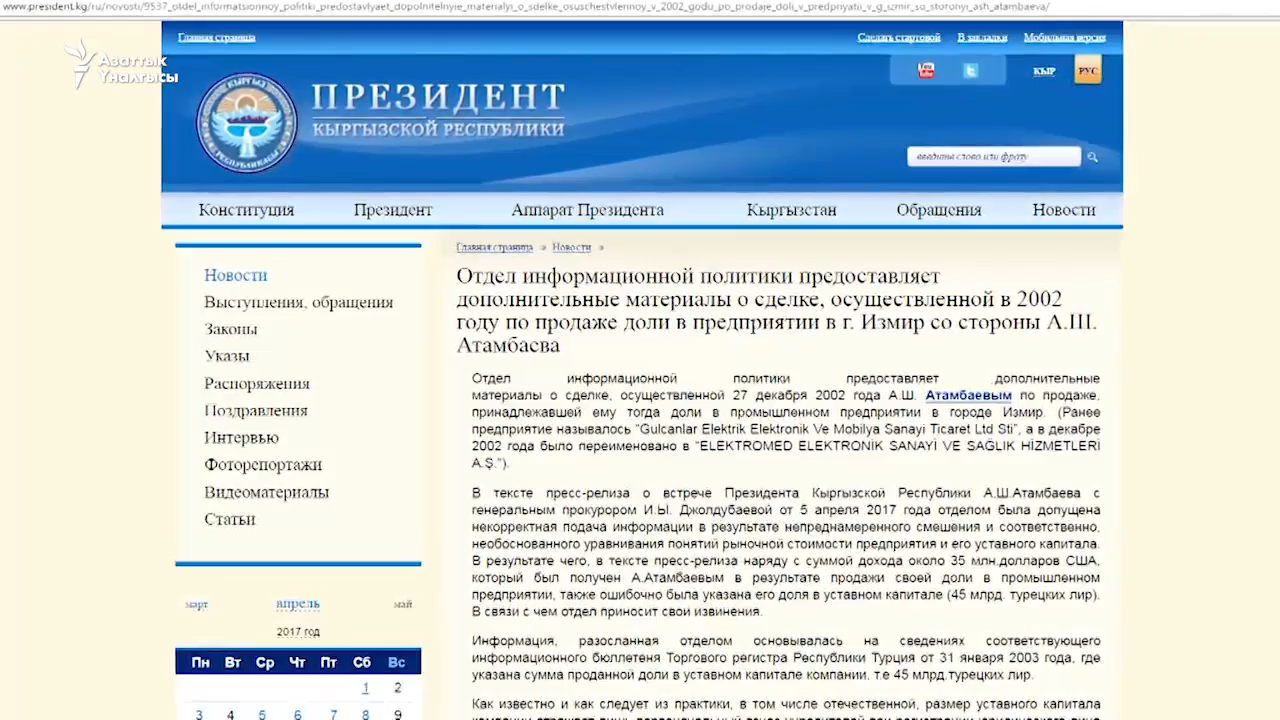 www.president.kg/ru/novosti/9537_otdel_informatsionnoy_politiki_predostavlyaet_dopolnitelnyie_materialyi_o_sdelke_osuschestvlennoy_v_2002_godu_po_prodaje_doli_v_predpriyatii_v_g_izmir_so_storonyi_ash_atambaeva/
Главная страница
Сделать стартовой В закладки Мобильная версия
Азаттык
Үналгысы
КЫР РУС
ПРЕЗИДЕНТ
КЫРГЫЗСКОЙ РЕСПУБЛИКИ
КЫРГЫЗ РЕСПУБЛИКАСЫ
введите слово или фразу
Конституция Президент Аппарат Президента Кыргызстан Обращения Новости
Главная страница » Новости »
Отдел информационной политики предоставляет
дополнительные материалы о сделке, осуществленной в 2002
году по продаже доли в предприятии в г. Измир со стороны А.Ш.
Атамбаева
Новости
Выступления, обращения
Законы
Указы
Распоряжения
Поздравления
Интервью
Фоторепортажи
Видеоматериалы
Статьи
Отдел информационной политики предоставляет дополнительные
материалы о сделке, осуществленной 27 декабря 2002 года А.Ш. Атамбаевым по продаже,
принадлежавшей ему тогда доли в промышленном предприятии в городе Измир. (Ранее
предприятие называлось "Gulcanlar Elektrik Elektronik Ve Mobilya Sanayi Ticaret Ltd Sti", а в декабре
2002 года было переименовано в "ELEKTROMED ELEKTRONİK SANAYİ VE SAĞLIK HİZMETLERİ
A.Ş.").
В тексте пресс-релиза о встрече Президента Кыргызской Республики А.Ш.Атамбаева с
генеральным прокурором И.Ы. Джолдубаевой от 5 апреля 2017 года отделом была допущена
некорректная подача информации в результате непреднамеренного смешения и соответственно,
необоснованного уравнивания понятий рыночной стоимости предприятия и его уставного капитала.
В результате чего, в тексте пресс-релиза наряду с суммой дохода около 35 млн.долларов США,
который был получен А.Атамбаевым в результате продажи своей доли в промышленном
предприятии, также ошибочно была указана его доля в уставном капитале (45 млрд. турецких лир).
В связи с чем отдел приносит свои извинения.
Информация, разосланная отделом основывалась на сведениях соответствующего
информационного бюллетеня Торгового регистра Республики Турция от 31 января 2003 года, где
указана сумма проданной доли в уставном капитале компании, т.е 45 млрд.турецких лир.
Как известно и как следует из практики, в том числе отечественной, размер уставного капитала
март апрель май
2017 год
Пн Вт Ср Чт Пт Сб Вс
1 2
3 4 5 6 7 8 9